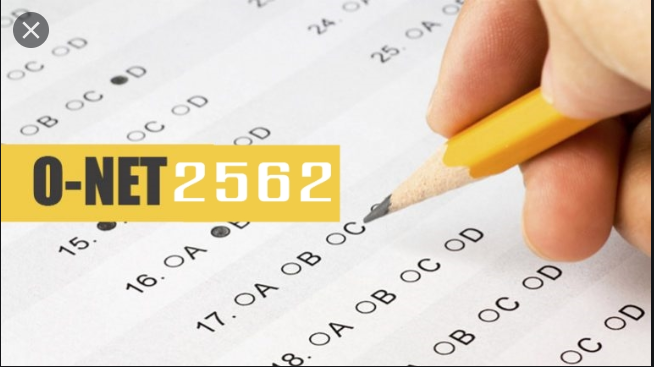 24. A
25. A B
C D
B C D
C D
D
O-NET 2562
15.
16. A
17. A B C
18. A B C D
A B C D
C D